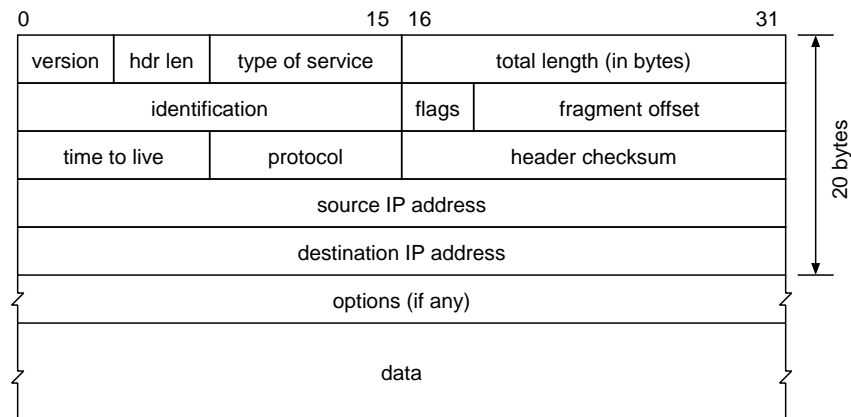 0 15 16 31
version hdr len type of service total length (in bytes)
identification flags fragment offset
time to live protocol header checksum
source IP address
destination IP address
options (if any)
data
20 bytes